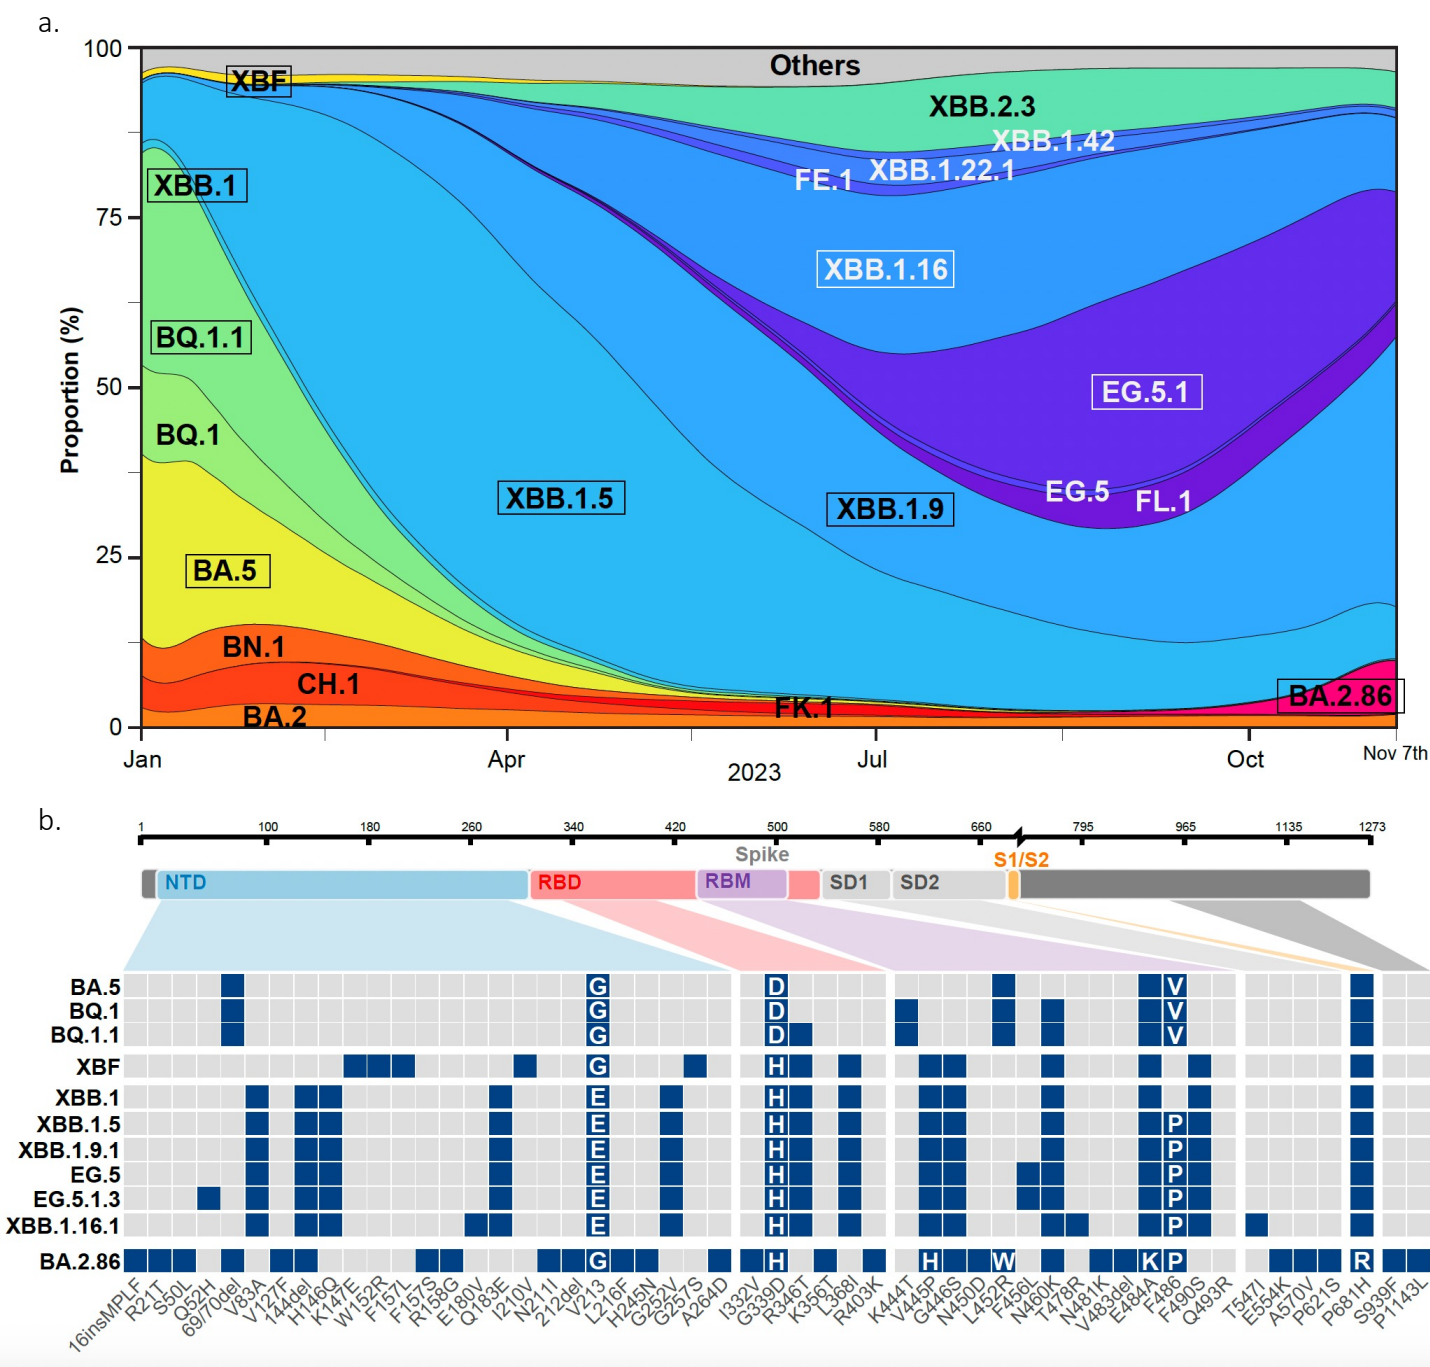 a.
100
75
50
25
0
Proportion (%)
Others
XBF
XBB.2.3
XBB.1.42
XBB.1.22.1
FE.1
XBB.1
XBB.1.16
BQ.1.1
EG.5.1
BQ.1
EG.5
FL.1
XBB.1.5
XBB.1.9
BA.5
BN.1
CH.1
BA.2
FK.1
BA.2.86
Jan
Apr
Jul
Oct
Nov 7th
2023
b.
1 100 180 260 340 420 500 580 660 795 965 1135 1273
Spike
S1/S2
NTD RBD RBM SD1 SD2
BA.5 G D V
BQ.1 G D V
BQ.1.1 G D V
XBF G H
XBB.1 E H
XBB.1.5 E H P
XBB.1.9.1 E H P
EG.5 E H P
EG.5.1.3 E H P
XBB.1.16.1 E H P
BA.2.86 G H H W K P R
16insMPLF
R21T
S50L
Q52H
69/70del
V83A
V127F
144del
H146Q
K147E
W152R
F157L
F157S
R158G
E180V
Q183E
I210V
N211I
212del
V213
L216F
H245N
G252V
G257S
A264D
I332V
G339D
R346T
K356T
L368I
R403K
K444T
V445P
G446S
N450D
L452R
F456L
N460K
T478R
N481K
V483del
E484A
F486
F490S
Q493R
T547I
E554K
A570V
P621S
P681H
S939F
P1143L